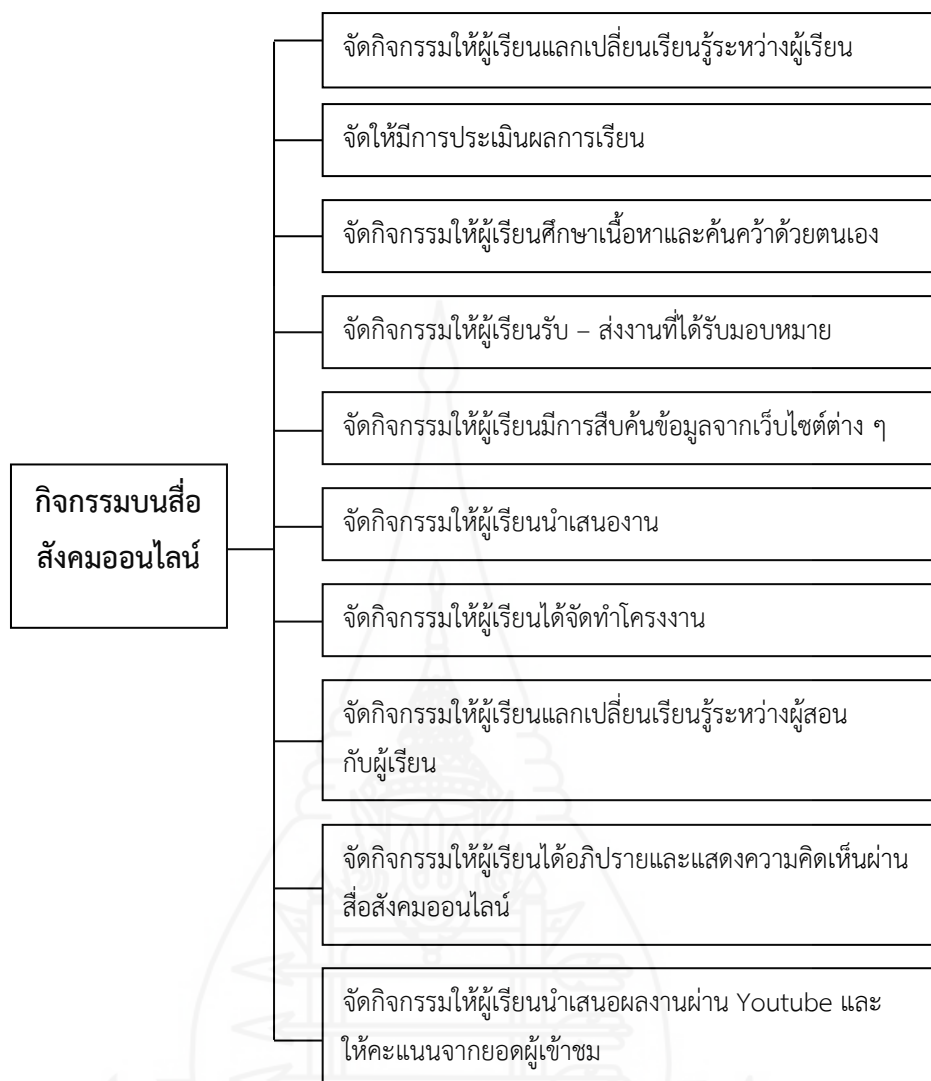 จัดกิจกรรมให้ผู้เรียนแลกเปลี่ยนเรียนรู้ระหว่างผู้เรียน
จัดให้มีการประเมินผลการเรียน
จัดกิจกรรมให้ผู้เรียนศึกษาเนื้อหาและค้นคว้าด้วยตนเอง
จัดกิจกรรมให้ผู้เรียนรับ – ส่งงานที่ได้รับมอบหมาย
จัดกิจกรรมให้ผู้เรียนมีการสืบค้นข้อมูลจากเว็บไซต์ต่าง ๆ
กิจกรรมบนสื่อ
สังคมออนไลน์
จัดกิจกรรมให้ผู้เรียนนำเสนองาน
จัดกิจกรรมให้ผู้เรียนได้จัดทำโครงงาน
จัดกิจกรรมให้ผู้เรียนแลกเปลี่ยนเรียนรู้ระหว่างผู้สอน
กับผู้เรียน
จัดกิจกรรมให้ผู้เรียนได้อภิปรายและแสดงความคิดเห็นผ่าน
สื่อสังคมออนไลน์
จัดกิจกรรมให้ผู้เรียนนำเสนอผลงานผ่าน Youtube และ
ให้คะแนนจากยอดผู้เข้าชม